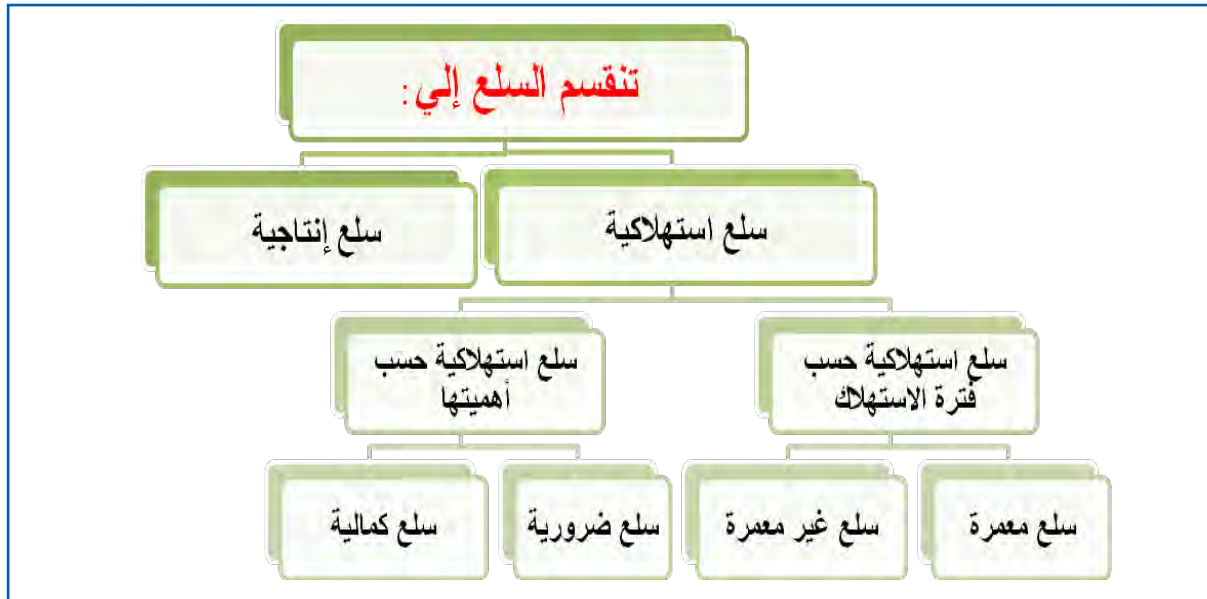 تنقسم السلع إلي:
سلع استهلاكية
سلع إنتاجية
سلع استهلاكية حسب
فترة الاستهلاك
سلع استهلاكية حسب
أهميتها
سلع معمرة
سلع غير معمرة
سلع ضرورية
سلع كمالية